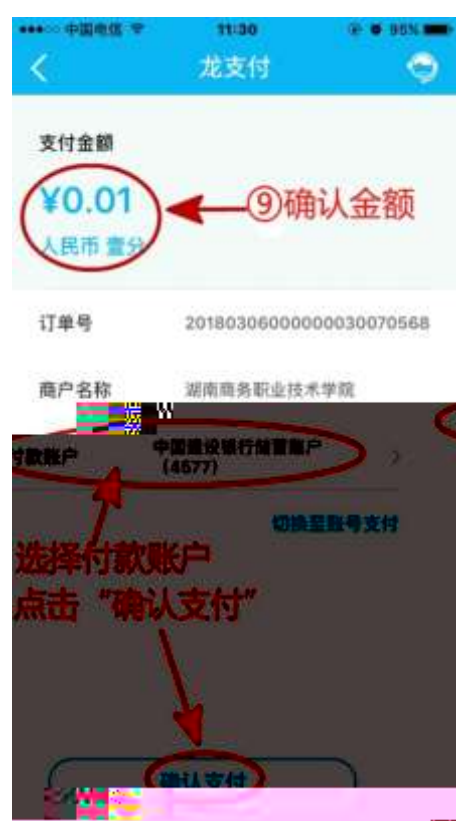 中国电信 11:30 95%
龙支付
支付金额
¥0.01
⑨确认金额
人民币 壹分
订单号 20180306000000030070568
商户名称 湖南商务职业技术学院
付款账户 中国建设银行储蓄账户
(4577)
切换至账号支付
选择付款账户
点击“确认支付”
确认支付